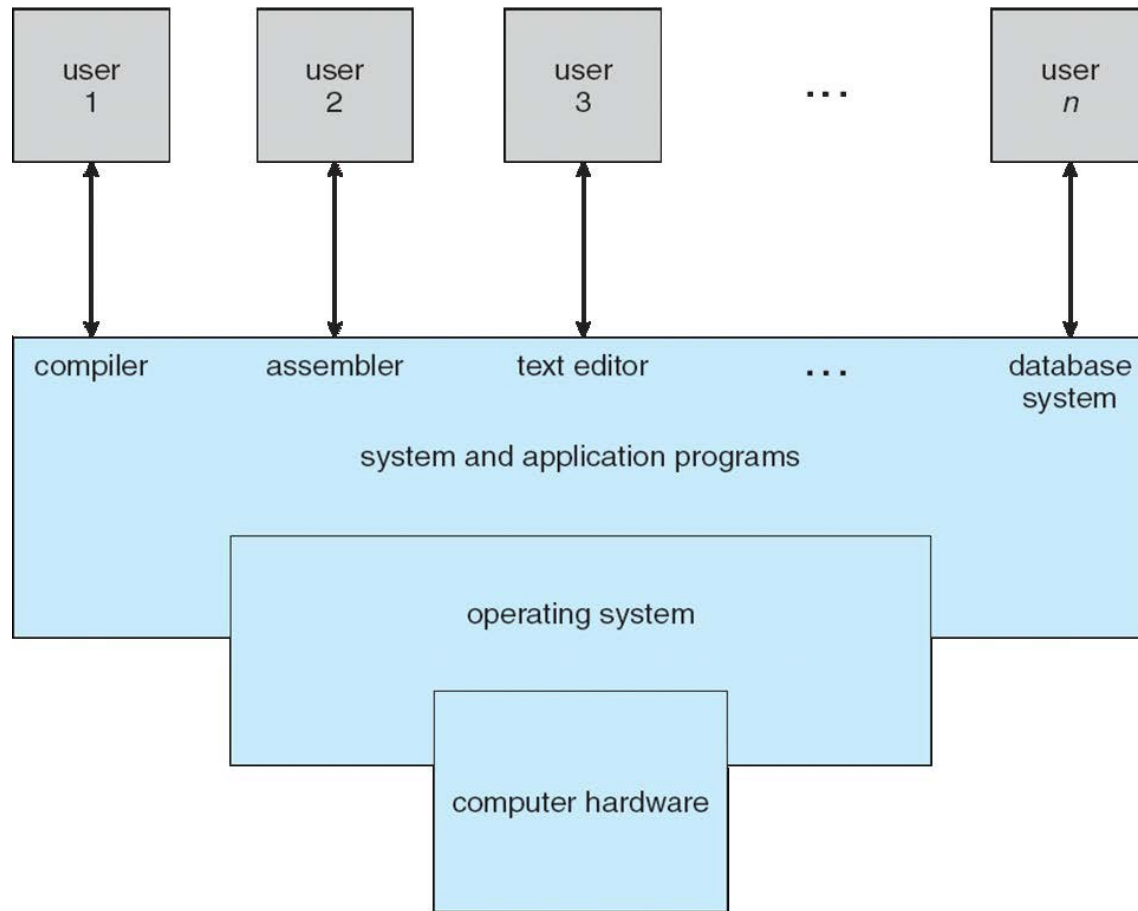 user
1
user
2
user
3
...
user
n
compiler
assembler
text editor
...
database
system
system and application programs
operating system
computer hardware